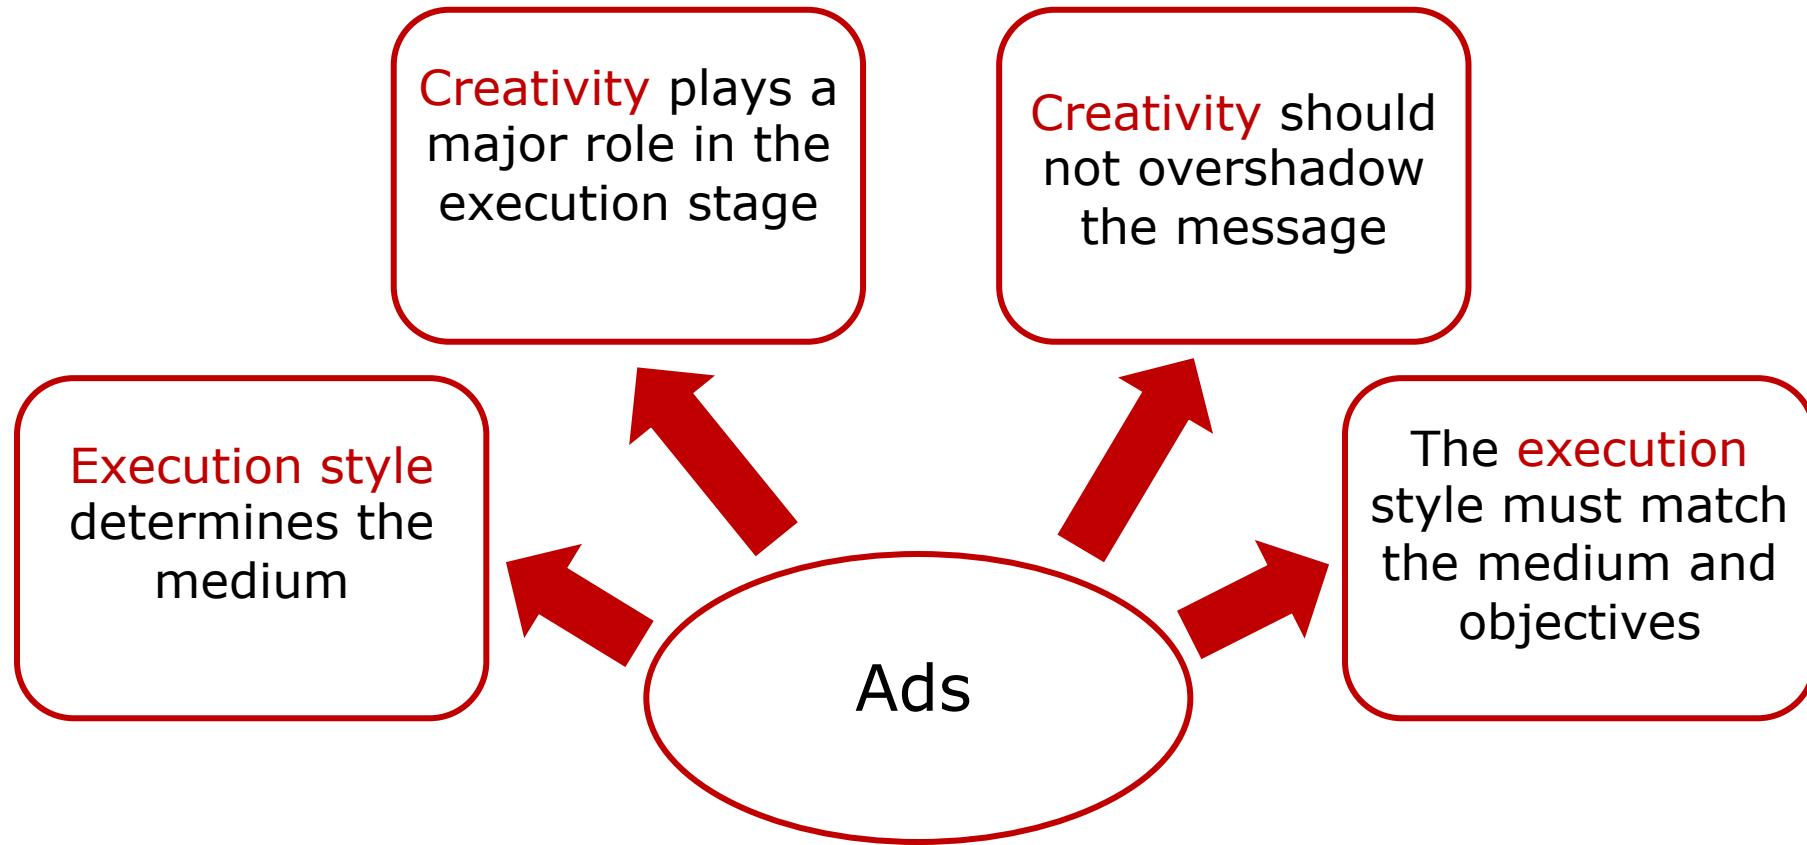 Creativity plays a
major role in the
execution stage
Creativity should
not overshadow
the message
Execution style
determines the
medium
The execution
style must match
the medium and
objectives
Ads